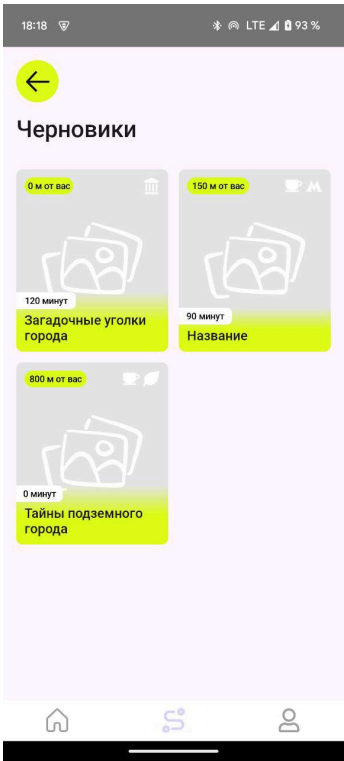 18:18 LTE 93 %
Черновики
0 м от вас
120 минут
Загадочные уголки
города
150 м от вас
90 минут
Название
800 м от вас
0 минут
Тайны подземного
города